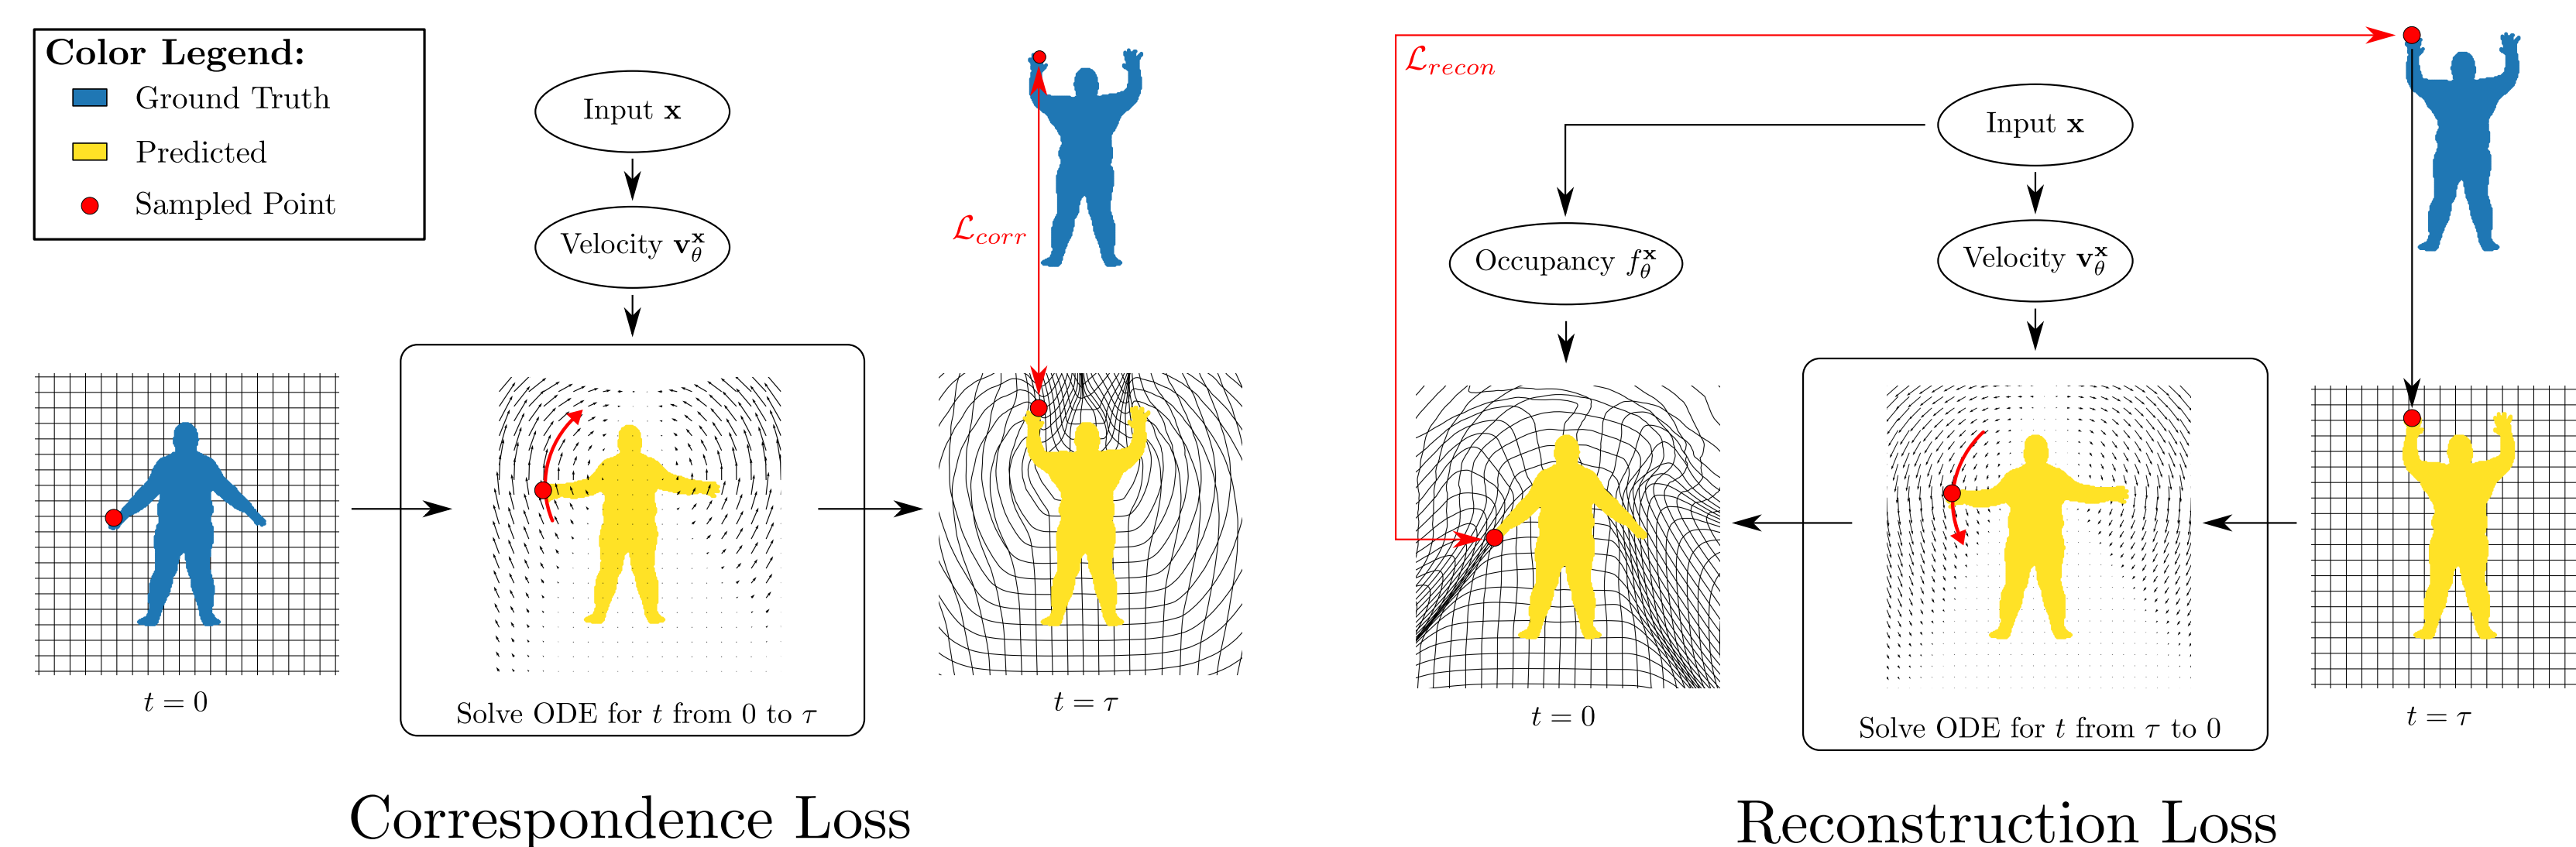 Color Legend:
Ground Truth
Predicted
Sampled Point
Input x
Velocity v_θ^x
ℒ_corr
t = 0
Solve ODE for t from 0 to τ
t = τ
Correspondence Loss
ℒ_recon
Input x
Occupancy f_θ^x
Velocity v_θ^x
t = 0
Solve ODE for t from τ to 0
t = τ
Reconstruction Loss